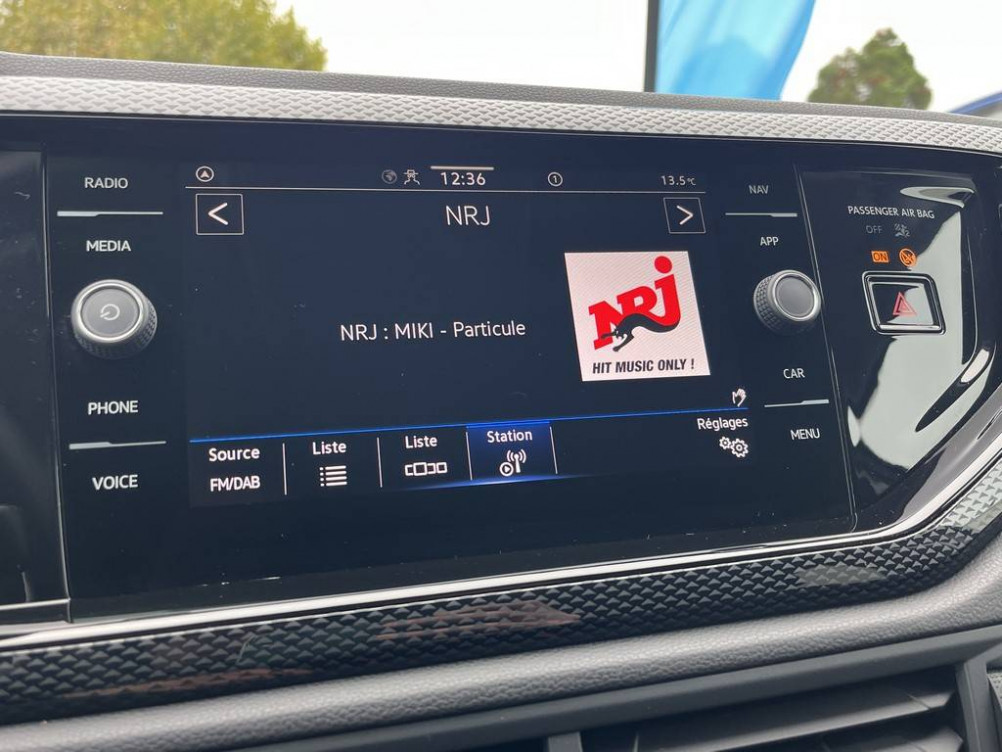 RADIO
MEDIA
PHONE
VOICE
12:36
1
13.5°C
NRJ
NRJ : MIKI - Particule
NRJ
HIT MUSIC ONLY !
Source
FM/DAB
Liste
Liste
Station
Réglages
NAV
APP
CAR
MENU
PASSENGER AIR BAG
OFF
ON